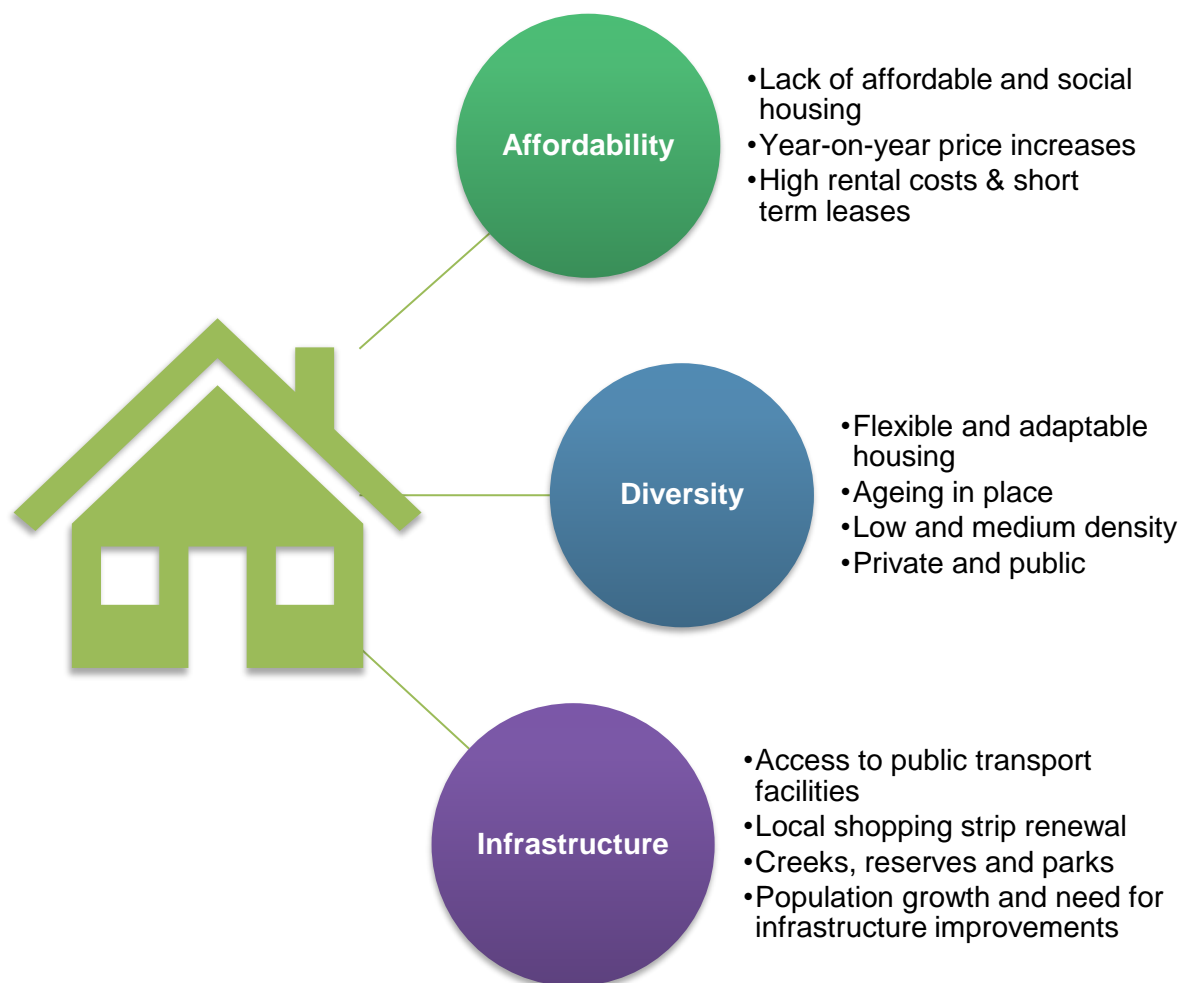 Affordability
•Lack of affordable and social
housing
•Year-on-year price increases
•High rental costs & short
term leases
Diversity
•Flexible and adaptable
housing
•Ageing in place
•Low and medium density
•Private and public
Infrastructure
•Access to public transport
facilities
•Local shopping strip renewal
•Creeks, reserves and parks
•Population growth and need for
infrastructure improvements